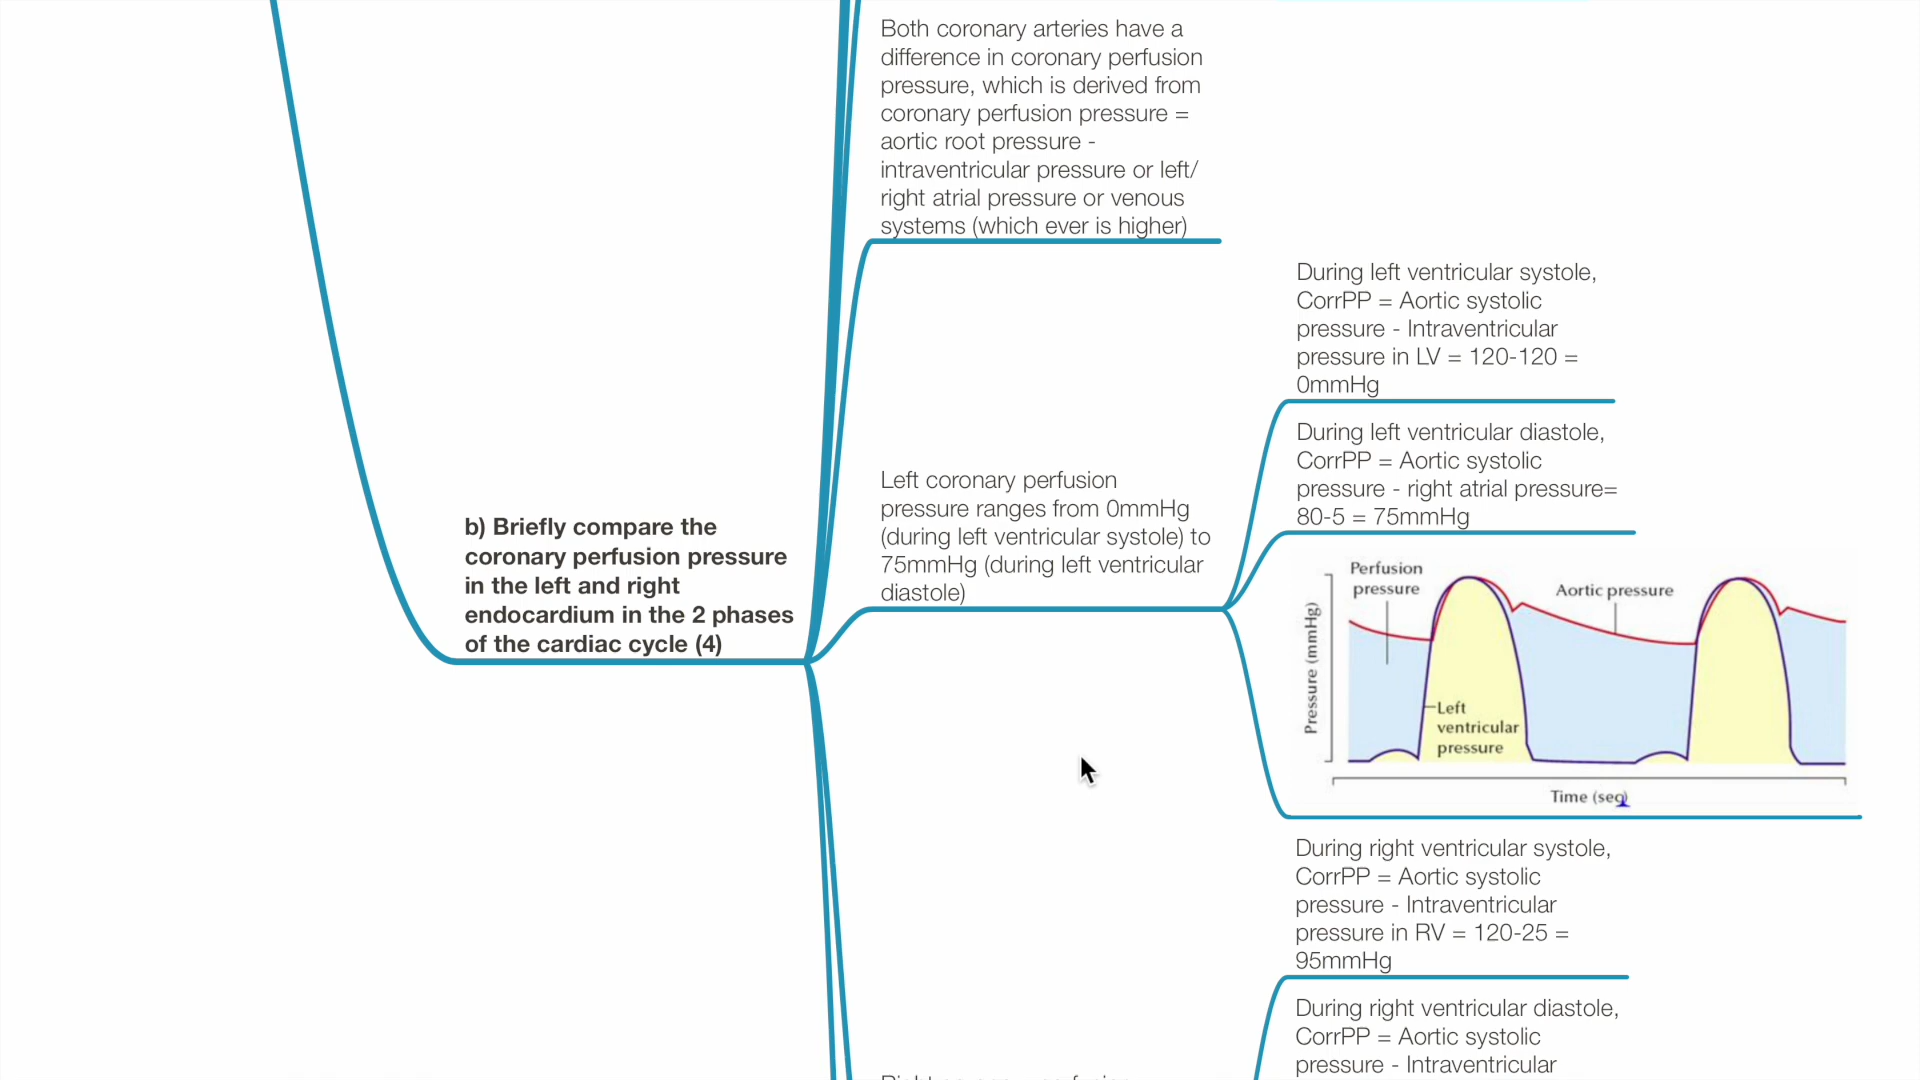 Both coronary arteries have a
difference in coronary perfusion
pressure, which is derived from
coronary perfusion pressure =
aortic root pressure -
intraventricular pressure or left/
right atrial pressure or venous
systems (which ever is higher)
b) Briefly compare the
coronary perfusion pressure
in the left and right
endocardium in the 2 phases
of the cardiac cycle (4)
Left coronary perfusion
pressure ranges from 0mmHg
(during left ventricular systole) to
75mmHg (during left ventricular
diastole)
During left ventricular systole,
CorrPP = Aortic systolic
pressure - Intraventricular
pressure in LV = 120-120 =
0mmHg
During left ventricular diastole,
CorrPP = Aortic systolic
pressure - right atrial pressure=
80-5 = 75mmHg
Perfusion
pressure
Aortic pressure
Pressure (mmHg)
Left
ventricular
pressure
Time (sec)
During right ventricular systole,
CorrPP = Aortic systolic
pressure - Intraventricular
pressure in RV = 120-25 =
95mmHg
During right ventricular diastole,
CorrPP = Aortic systolic
pressure - Intraventricular